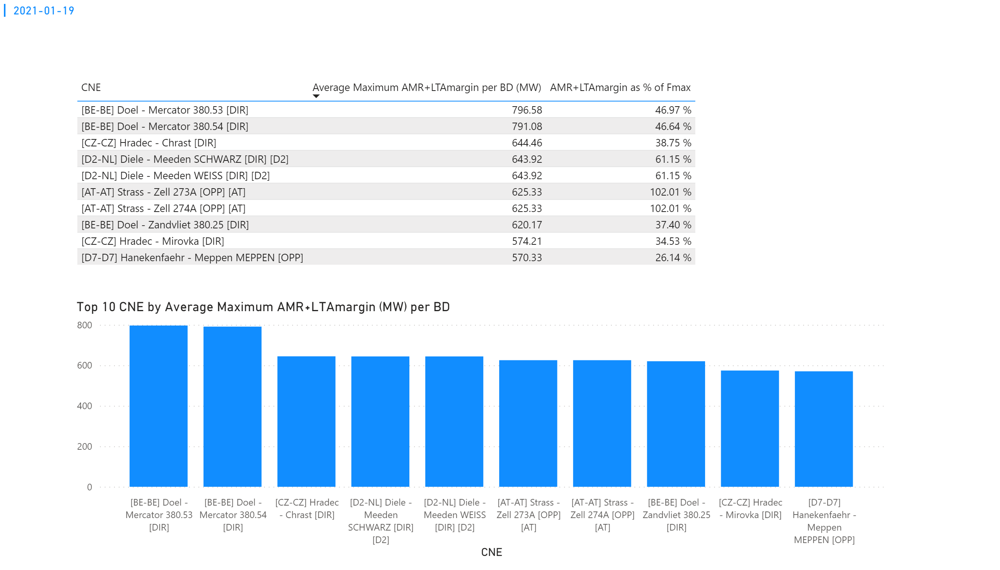 2021-01-19
CNE Average Maximum AMR+LTAmargin per BD (MW) AMR+LTAmargin as % of Fmax
[BE-BE] Doel - Mercator 380.53 [DIR] 796.58 46.97 %
[BE-BE] Doel - Mercator 380.54 [DIR] 791.08 46.64 %
[CZ-CZ] Hradec - Chrast [DIR] 644.46 38.75 %
[D2-NL] Diele - Meeden SCHWARZ [DIR] [D2] 643.92 61.15 %
[D2-NL] Diele - Meeden WEISS [DIR] [D2] 643.92 61.15 %
[AT-AT] Strass - Zell 273A [OPP] [AT] 625.33 102.01 %
[AT-AT] Strass - Zell 274A [OPP] [AT] 625.33 102.01 %
[BE-BE] Doel - Zandvliet 380.25 [DIR] 620.17 37.40 %
[CZ-CZ] Hradec - Mirovka [DIR] 574.21 34.53 %
[D7-D7] Hanekenfaehr - Meppen MEPPEN [OPP] 570.33 26.14 %
Top 10 CNE by Average Maximum AMR+LTAmargin (MW) per BD
800
600
400
200
0
[BE-BE] Doel -
Mercator 380.53
[DIR]
[BE-BE] Doel -
Mercator 380.54
[DIR]
[CZ-CZ] Hradec
- Chrast [DIR]
[D2-NL] Diele -
Meeden
SCHWARZ [DIR]
[D2]
[D2-NL] Diele -
Meeden WEISS
[DIR] [D2]
[AT-AT] Strass -
Zell 273A [OPP]
[AT]
[AT-AT] Strass -
Zell 274A [OPP]
[AT]
[BE-BE] Doel -
Zandvliet 380.25
[DIR]
[CZ-CZ] Hradec
- Mirovka [DIR]
[D7-D7]
Hanekenfaehr -
Meppen
MEPPEN [OPP]
CNE